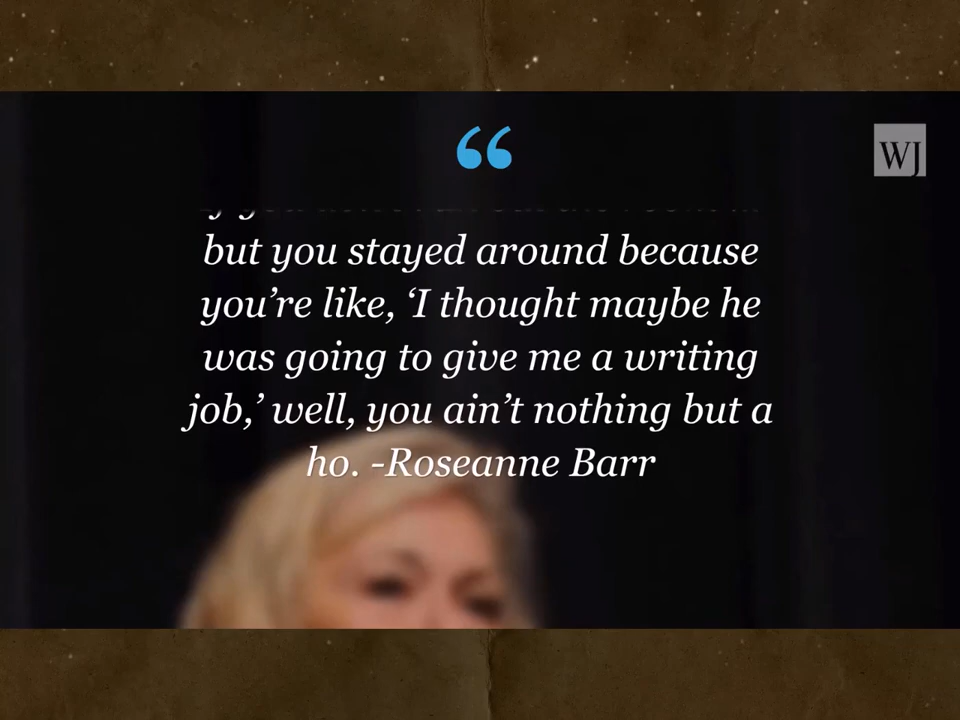 “
WJ
but you stayed around because
you’re like, ‘I thought maybe he
was going to give me a writing
job,’ well, you ain’t nothing but a
ho. -Roseanne Barr